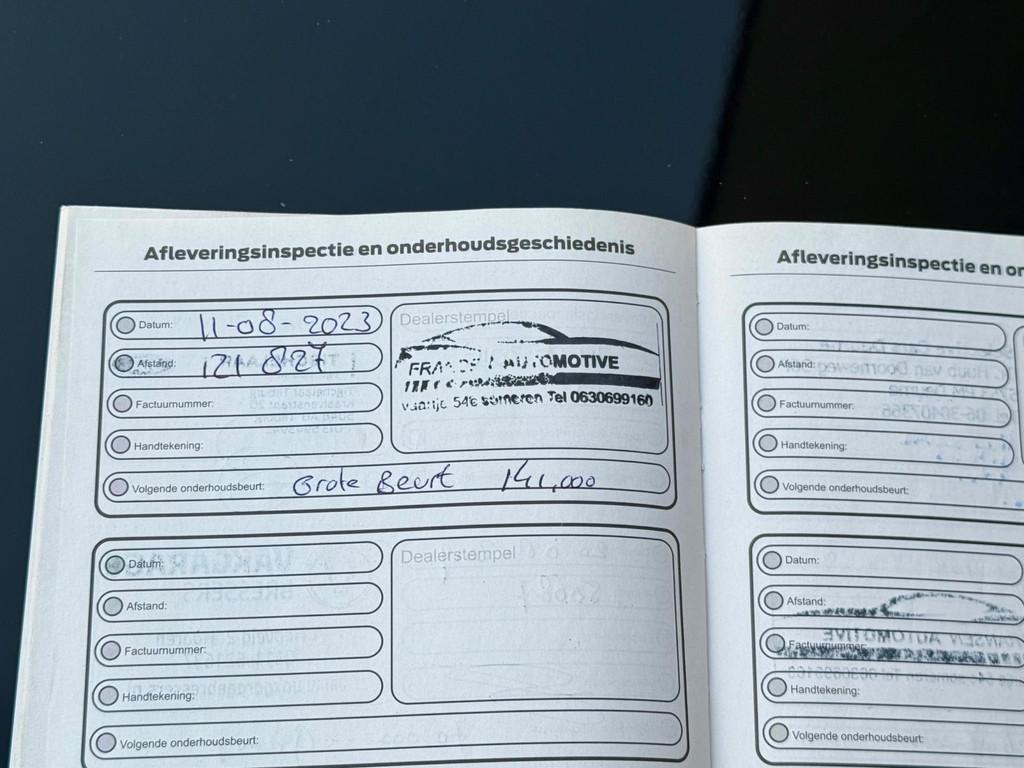 Afleveringsinspectie en onderhoudsgeschiedenis
Datum: 11-08-2023
Afstand: 121 827
Factuurnummer:
Handtekening:
Volgende onderhoudsbeurt: Grote Beurt 141,000
Dealerstempel
AUTOMOTIVE
54E someren Tel 0630699160
Datum:
Afstand:
Factuurnummer:
Handtekening:
Volgende onderhoudsbeurt:
Dealerstempel
Afleveringsinspectie en
Datum:
Afstand:
Factuurnummer:
Handtekening:
Volgende onderhoudsbeurt:
Datum:
Afstand:
Factuurnummer:
Handtekening:
Volgende onderhoudsbeurt: